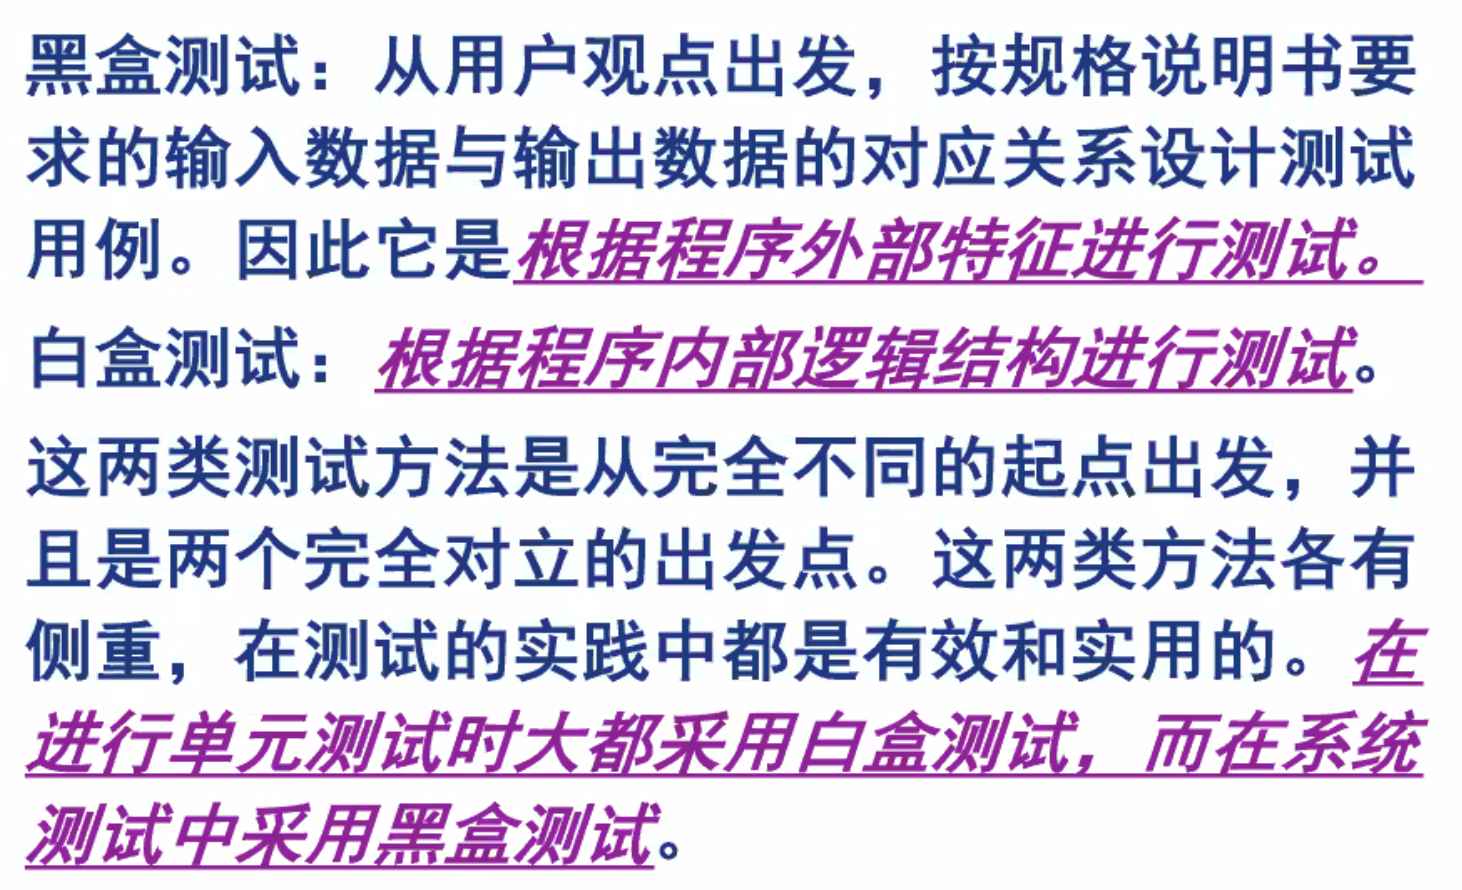 黑盒测试：从用户观点出发，按规格说明书要
求的输入数据与输出数据的对应关系设计测试
用例。因此它是根据程序外部特征进行测试。
白盒测试：根据程序内部逻辑结构进行测试。
这两类测试方法是从完全不同的起点出发，并
且是两个完全对立的出发点。这两类方法各有
侧重，在测试的实践中都是有效和实用的。在
进行单元测试时大都采用白盒测试，而在系统
测试中采用黑盒测试。